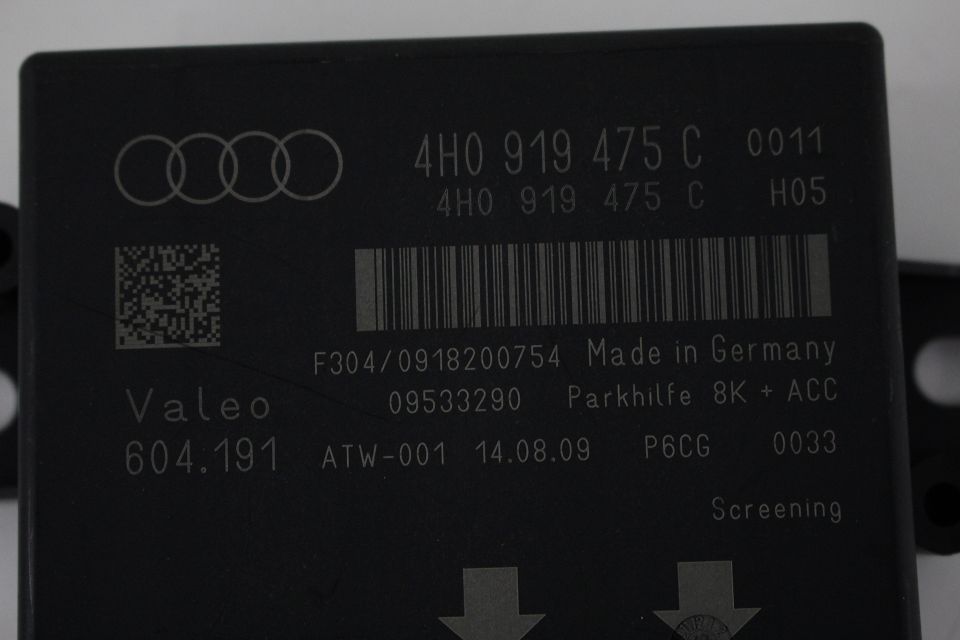 4H0 919 475 C 0011
4H0 919 475 C H05
F304/0918200754 Made in Germany
09533290 Parkhilfe 8K + ACC
Valeo
604.191 ATW-001 14.08.09 P6CG 0033
Screening